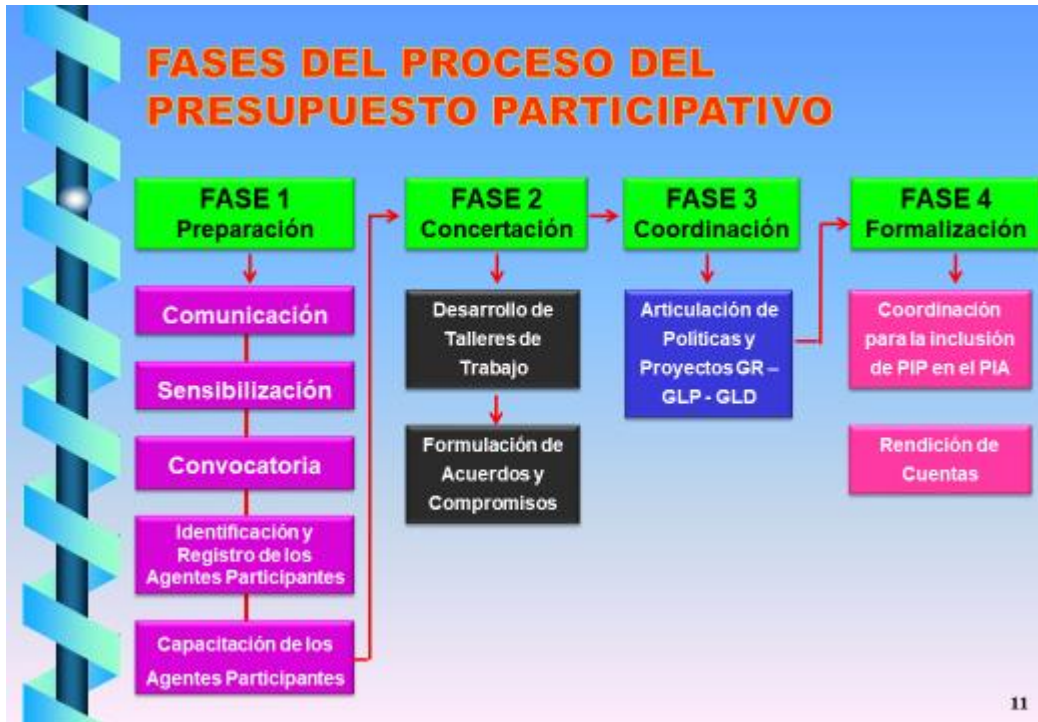 FASES DEL PROCESO DEL
PRESUPUESTO PARTICIPATIVO
FASE 1
Preparación
Comunicación
Sensibilización
Convocatoria
Identificación y
Registro de los
Agentes Participantes
Capacitación de los
Agentes Participantes
FASE 2
Concertación
Desarrollo de
Talleres de
Trabajo
Formulación de
Acuerdos y
Compromisos
FASE 3
Coordinación
Articulación de
Políticas y
Proyectos GR –
GLP - GLD
FASE 4
Formalización
Coordinación
para la inclusión
de PIP en el PIA
Rendición de
Cuentas
11